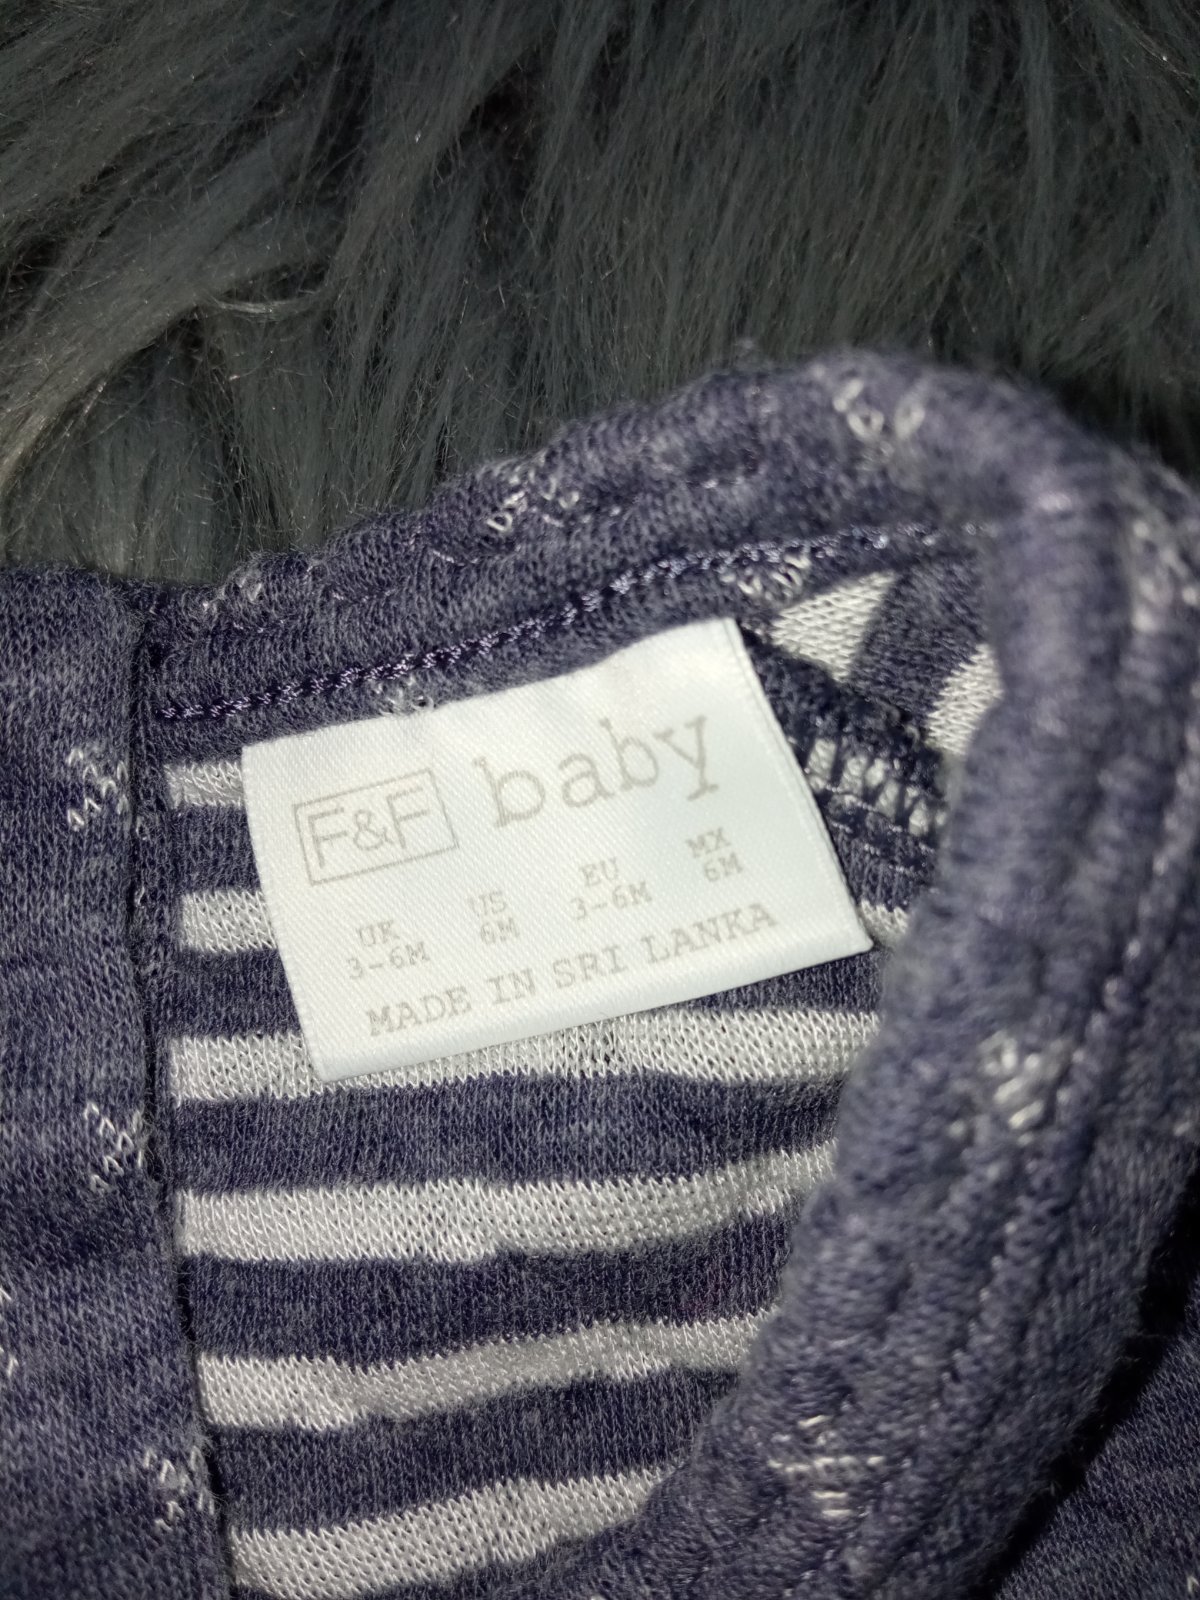 F&F baby
UK US EU MX
3-6M 6M 3-6M 6M
MADE IN SRI LANKA